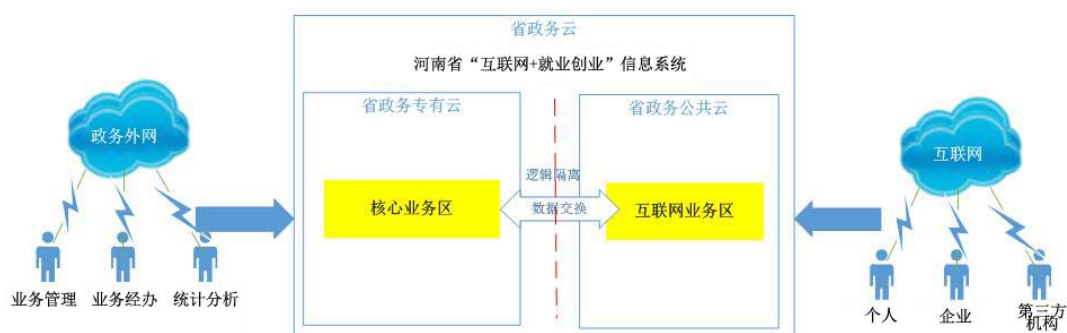 省政务云
河南省“互联网+就业创业”信息系统
省政务专有云
省政务公共云
政务外网
互联网
逻辑隔离
核心业务区
数据交换
互联网业务区
业务管理
业务经办
统计分析
个人
企业
第三方
机构